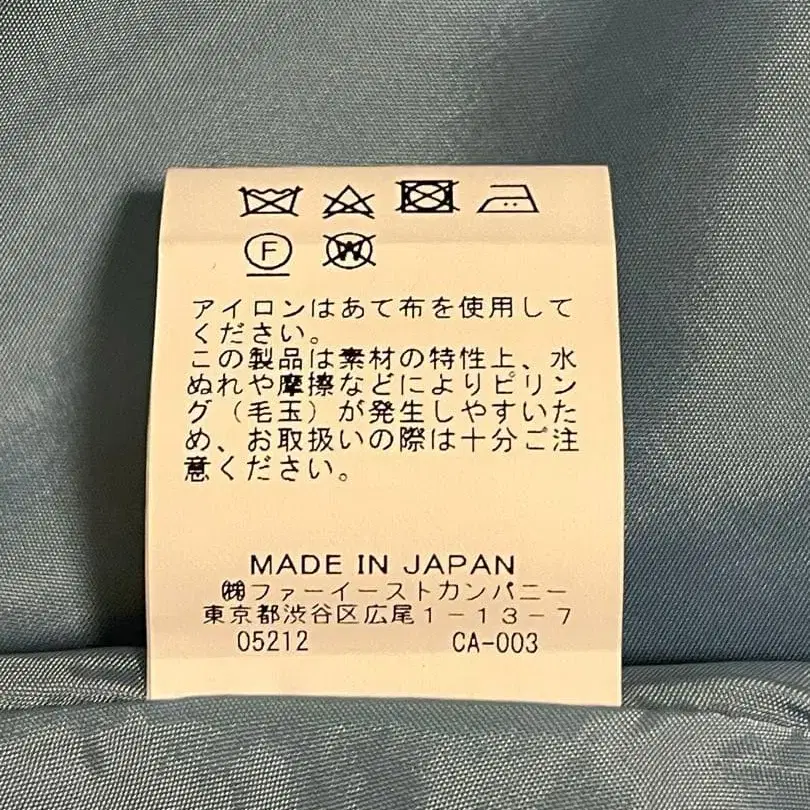 F W
アイロンはあて布を使用して
ください。
この製品は素材の特性上、水
ぬれや摩擦などによりピリン
グ（毛玉）が発生しやすいた
め、お取扱いの際は十分ご注
意ください。
MADE IN JAPAN
㈱ファーイーストカンパニー
東京都渋谷区広尾１－１３－７
05212 CA-003